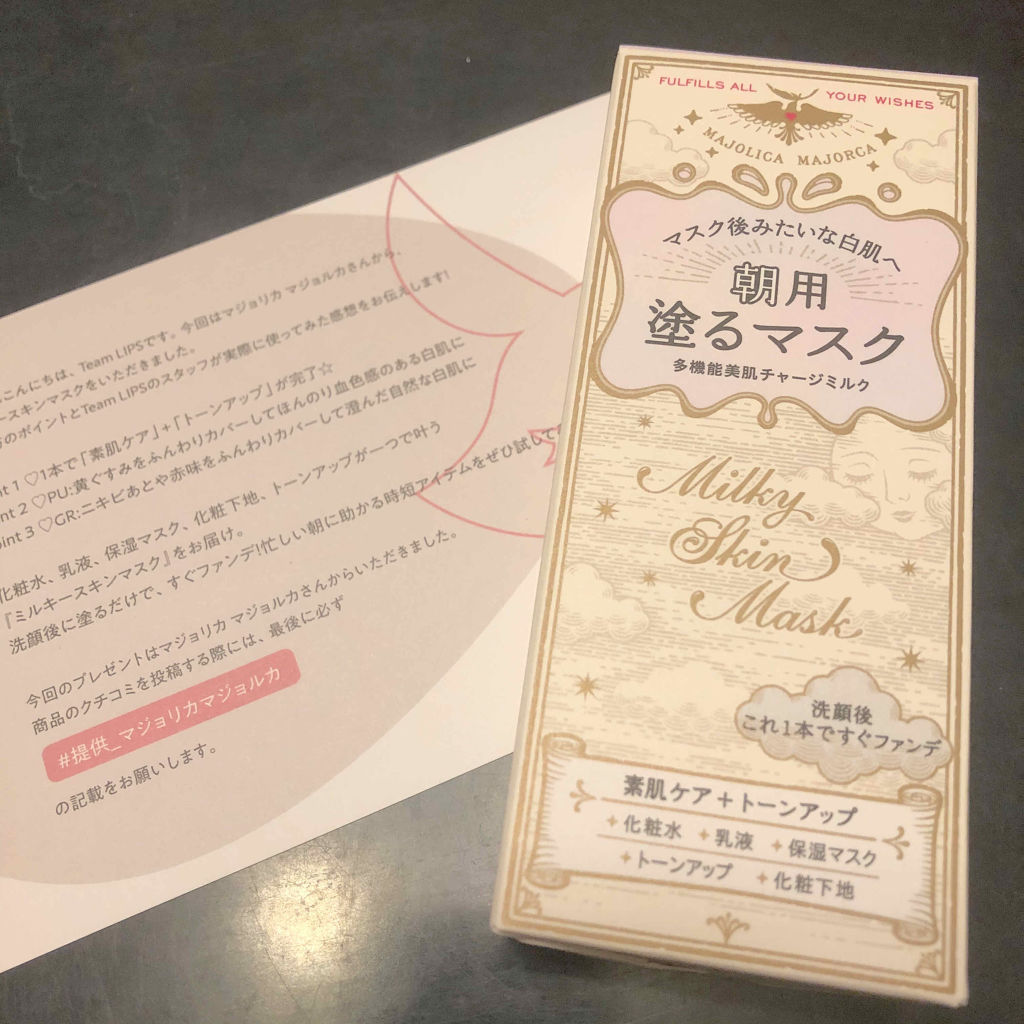 こんにちは、Team LIPSです。今回はマジョリカ マジョルカさんから、
ースキンマスクをいただきました。
のポイントとTeam LIPSのスタッフが実際に使ってみた感想をお伝えします!
nt 1 ♡1本で「素肌ケア」+「トーンアップ」が完了☆
int 2 ♡PU:黄ぐすみをふんわりカバーしてほんのり血色感のある白肌に
oint 3 ♡GR:ニキビあとや赤味をふんわりカバーして澄んだ自然な白肌に
化粧水、乳液、保湿マスク、化粧下地、トーンアップが一つで叶う
『ミルキースキンマスク』をお届け。
洗顔後に塗るだけで、すぐファンデ!忙しい朝に助かる時短アイテムをぜひ試して
今回のプレゼントはマジョリカ マジョルカさんからいただきました。
商品のクチコミを投稿する際には、最後に必ず
#提供_マジョリカマジョルカ
の記載をお願いします。
FULFILLS ALL YOUR WISHES
MAJOLICA MAJORCA
マスク後みたいな白肌へ
朝用
塗るマスク
多機能美肌チャージミルク
Milky
Skin
Mask
洗顔後
これ1本ですぐファンデ
素肌ケア+トーンアップ
化粧水 乳液 保湿マスク
トーンアップ 化粧下地